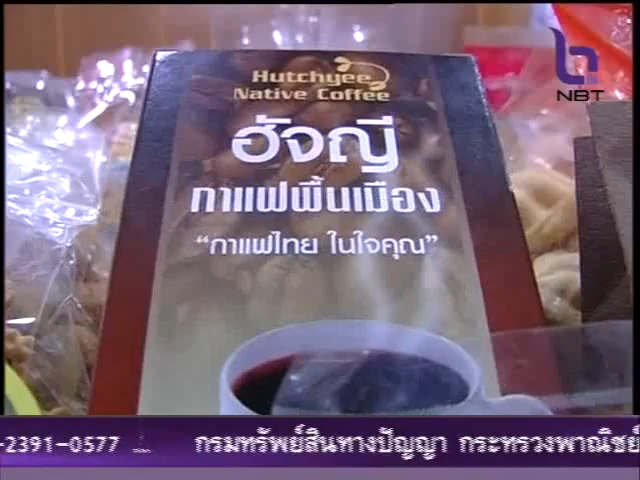 NBT
Hutchyee
Native Coffee
ฮัจญี
กาแฟพื้นเมือง
“กาแฟไทย ในใจคุณ”
-2391-0577 ..... กรมทรัพย์สินทางปัญญา กระทรวงพาณิชย์